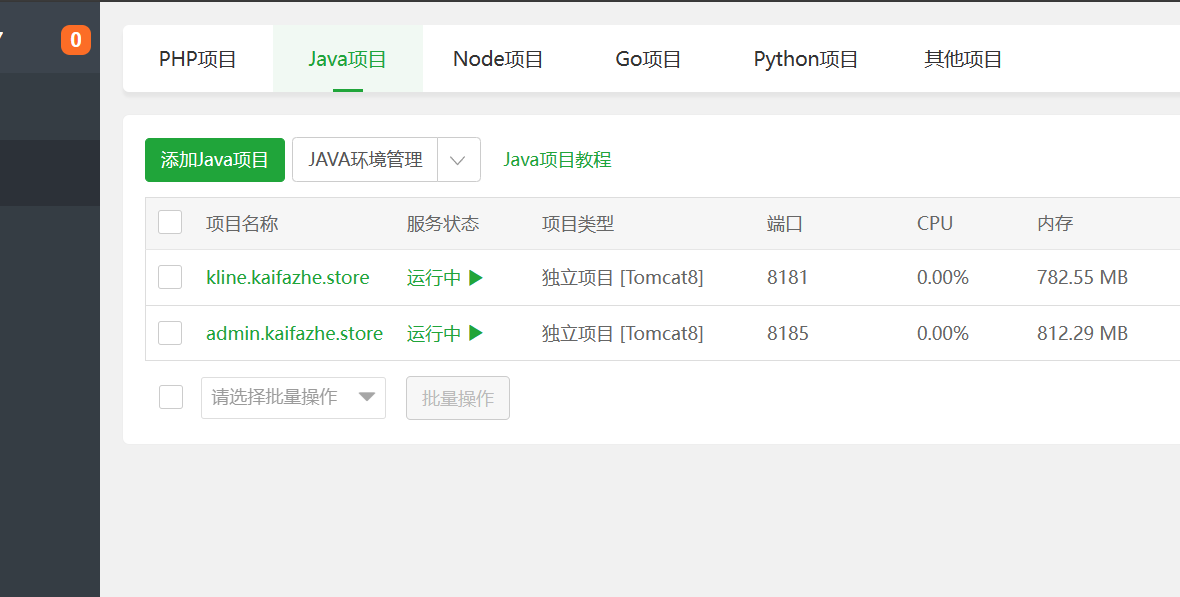 0
PHP项目 Java项目 Node项目 Go项目 Python项目 其他项目
添加Java项目 JAVA环境管理 Java项目教程
项目名称 服务状态 项目类型 端口 CPU 内存
kline.kaifazhe.store 运行中 独立项目 [Tomcat8] 8181 0.00% 782.55 MB
admin.kaifazhe.store 运行中 独立项目 [Tomcat8] 8185 0.00% 812.29 MB
请选择批量操作 批量操作